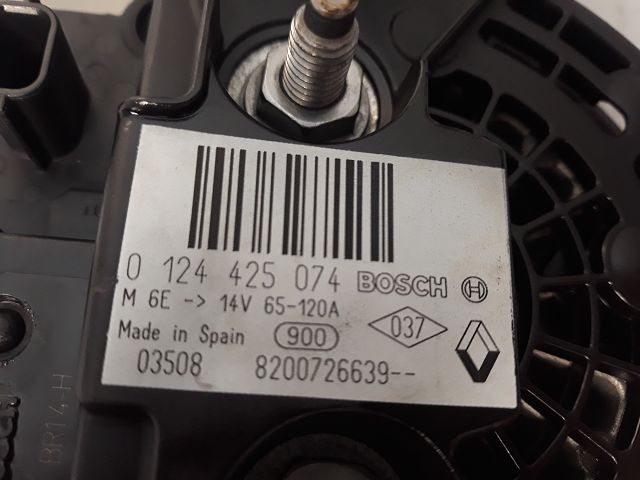 0 124 425 074 BOSCH
M 6E -> 14V 65-120A
Made in Spain 900 037
03508 8200726639--
BR14-H